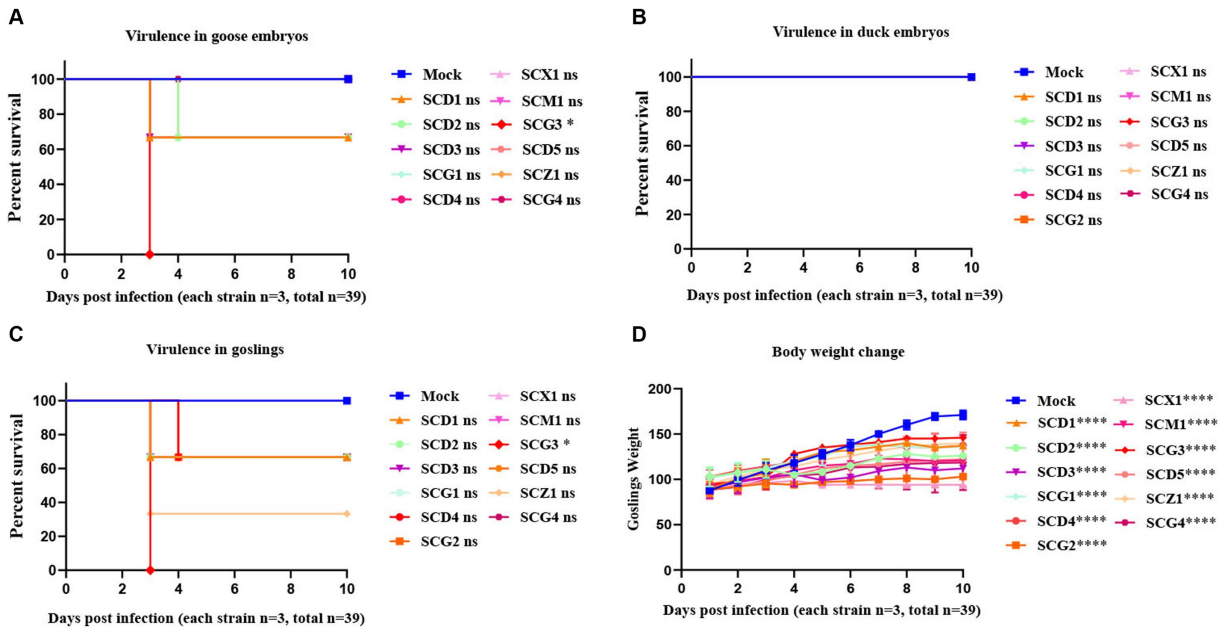 A
Virulence in goose embryos
Percent survival
100
80
60
40
20
0
0 2 4 6 8 10
Days post infection (each strain n=3, total n=39)
Mock
SCD1 ns
SCD2 ns
SCD3 ns
SCG1 ns
SCD4 ns
SCX1 ns
SCM1 ns
SCG3 *
SCD5 ns
SCZ1 ns
SCG4 ns
B
Virulence in duck embryos
Percent survival
100
80
60
40
20
0
0 2 4 6 8 10
Days post infection (each strain n=3, total n=39)
Mock
SCD1 ns
SCD2 ns
SCD3 ns
SCG1 ns
SCD4 ns
SCG2 ns
SCX1 ns
SCM1 ns
SCG3 ns
SCD5 ns
SCZ1 ns
SCG4 ns
C
Virulence in goslings
Percent survival
100
80
60
40
20
0
0 2 4 6 8 10
Days post infection (each strain n=3, total n=39)
Mock
SCD1 ns
SCD2 ns
SCD3 ns
SCG1 ns
SCD4 ns
SCG2 ns
SCX1 ns
SCM1 ns
SCG3 *
SCD5 ns
SCZ1 ns
SCG4 ns
D
Body weight change
Goslings Weight
200
150
100
50
0
0 2 4 6 8 10
Days post infection (each strain n=3, total n=39)
Mock
SCD1****
SCD2****
SCD3****
SCG1****
SCD4****
SCG2****
SCX1****
SCM1****
SCG3****
SCD5****
SCZ1****
SCG4****